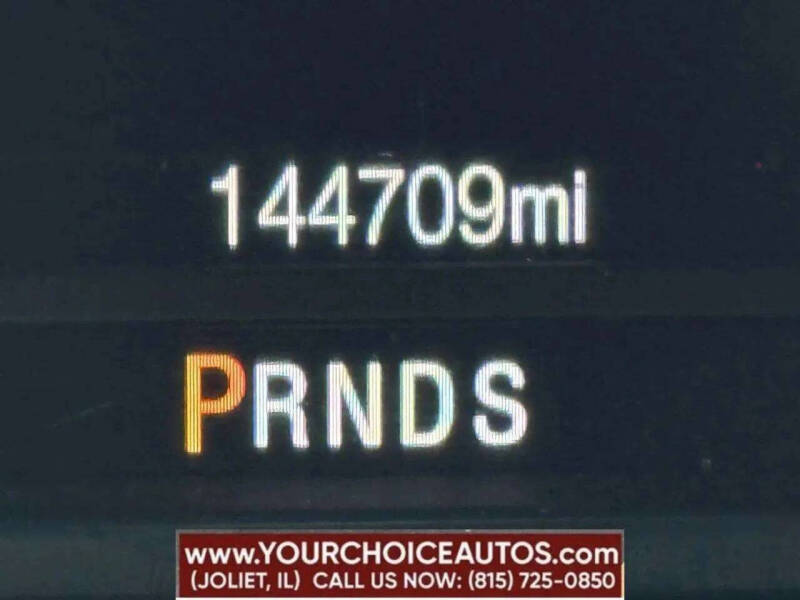 144709mi
PRNDS
www.YOURCHOICEAUTOS.com
(JOLIET, IL) CALL US NOW: (815) 725-0850